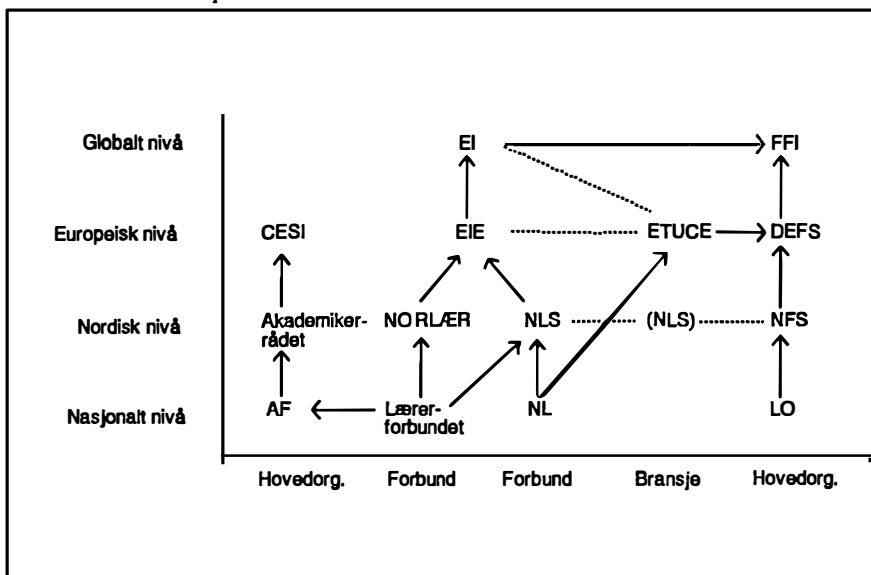 Globalt nivå EI FFI
Europeisk nivå CESI EIE ETUCE DEFS
Nordisk nivå Akademiker-rådet NORLÆR NLS (NLS) NFS
Nasjonalt nivå AF Lærer-forbundet NL LO
Hovedorg. Forbund Forbund Bransje Hovedorg.